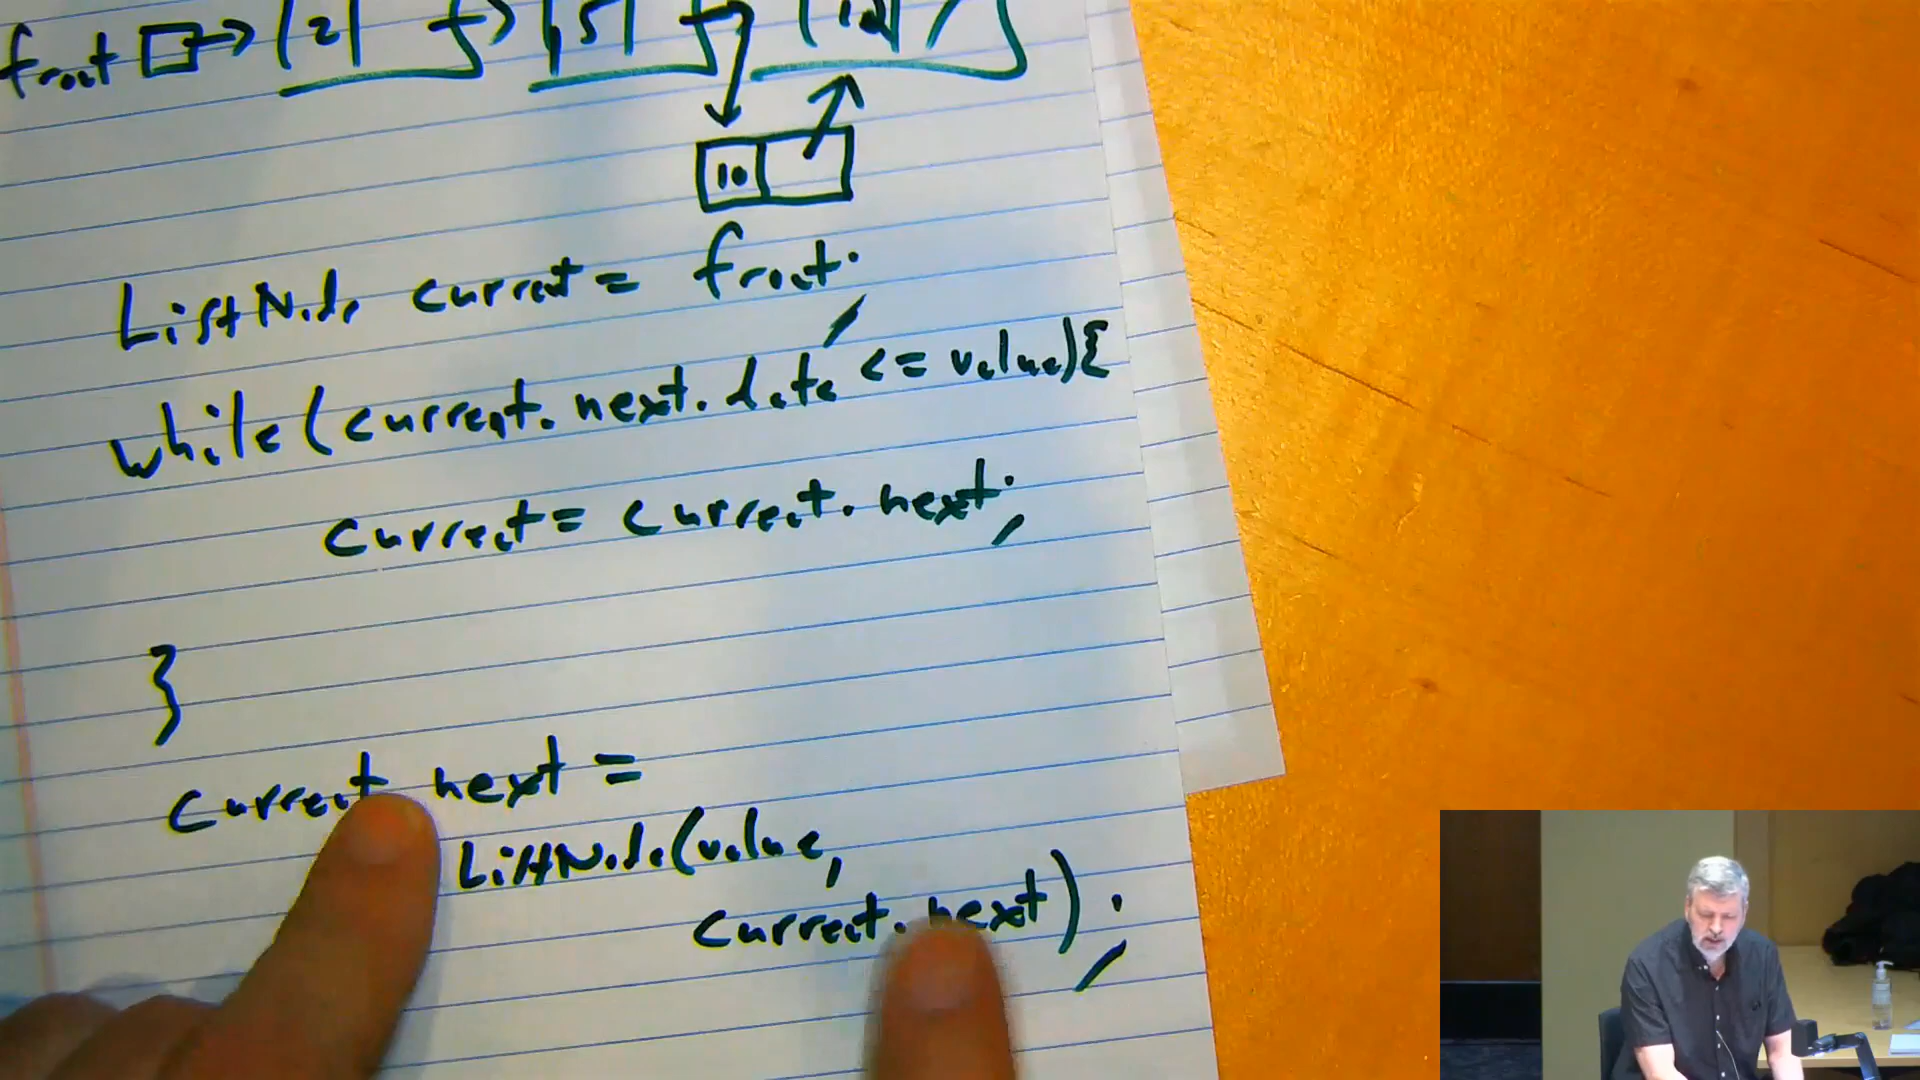 front |2| |5| |12|
10
ListNode current = front;
while (current.next.data <= value){
current = current.next;
}
current next =
ListNode(value,
current.next);